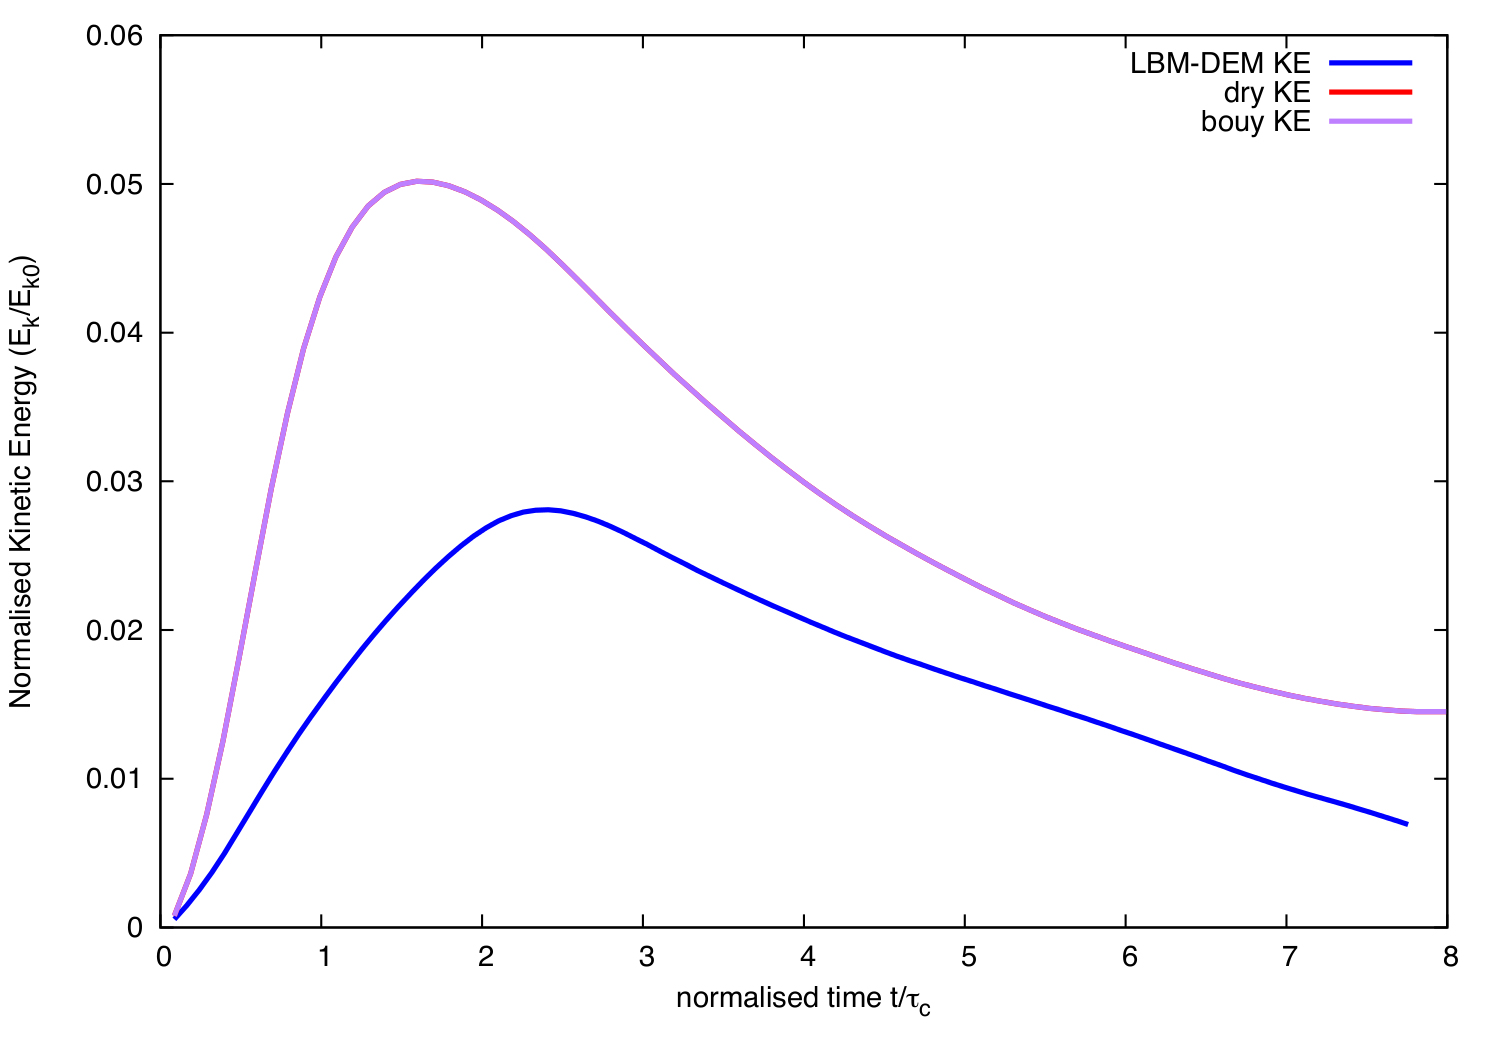 0.06
0.05
0.04
0.03
0.02
0.01
0
Normalised Kinetic Energy (Ek/Ek0)
LBM-DEM KE
dry KE
bouy KE
0 1 2 3 4 5 6 7 8
normalised time t/τc